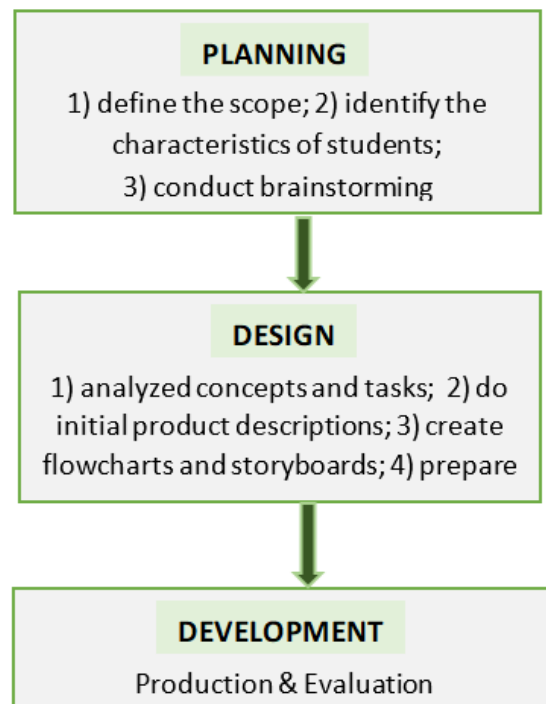 PLANNING
1) define the scope; 2) identify the
characteristics of students;
3) conduct brainstorming
DESIGN
1) analyzed concepts and tasks; 2) do
initial product descriptions; 3) create
flowcharts and storyboards; 4) prepare
DEVELOPMENT
Production & Evaluation